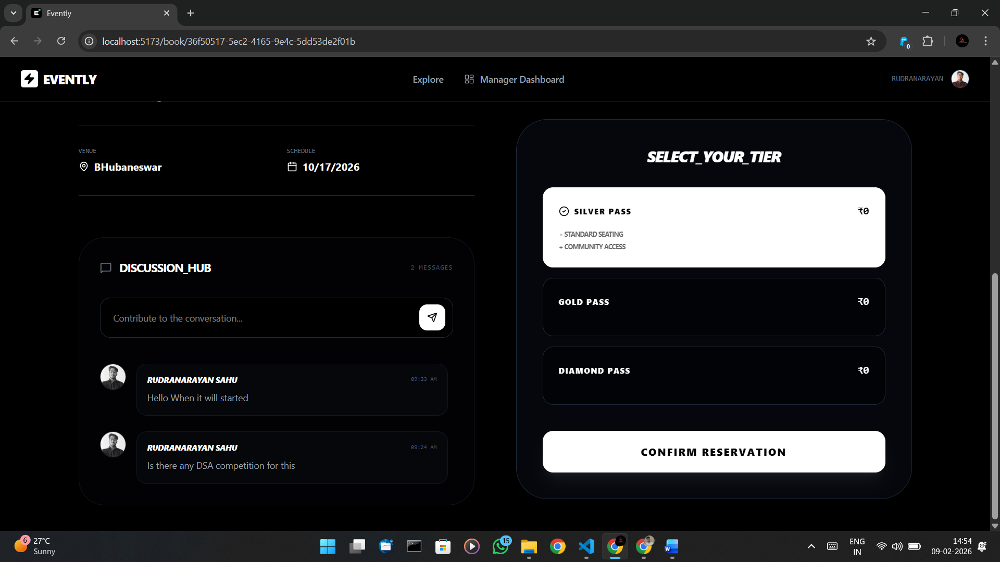 Evently
localhost:5173/book/36f50517-5ec2-4165-9e4c-5dd53de2f01b
0
EVENTLY
Explore
Manager Dashboard
RUDRANARAYAN
VENUE
BHubaneswar
SCHEDULE
10/17/2026
DISCUSSION_HUB
2 MESSAGES
Contribute to the conversation...
RUDRANARAYAN SAHU
09:23 AM
Hello When it will started
RUDRANARAYAN SAHU
09:24 AM
Is there any DSA competition for this
SELECT_YOUR_TIER
SILVER PASS
₹0
+ STANDARD SEATING
+ COMMUNITY ACCESS
GOLD PASS
₹0
DIAMOND PASS
₹0
CONFIRM RESERVATION
6
27°C
Sunny
15
ENG
IN
14:54
09-02-2026